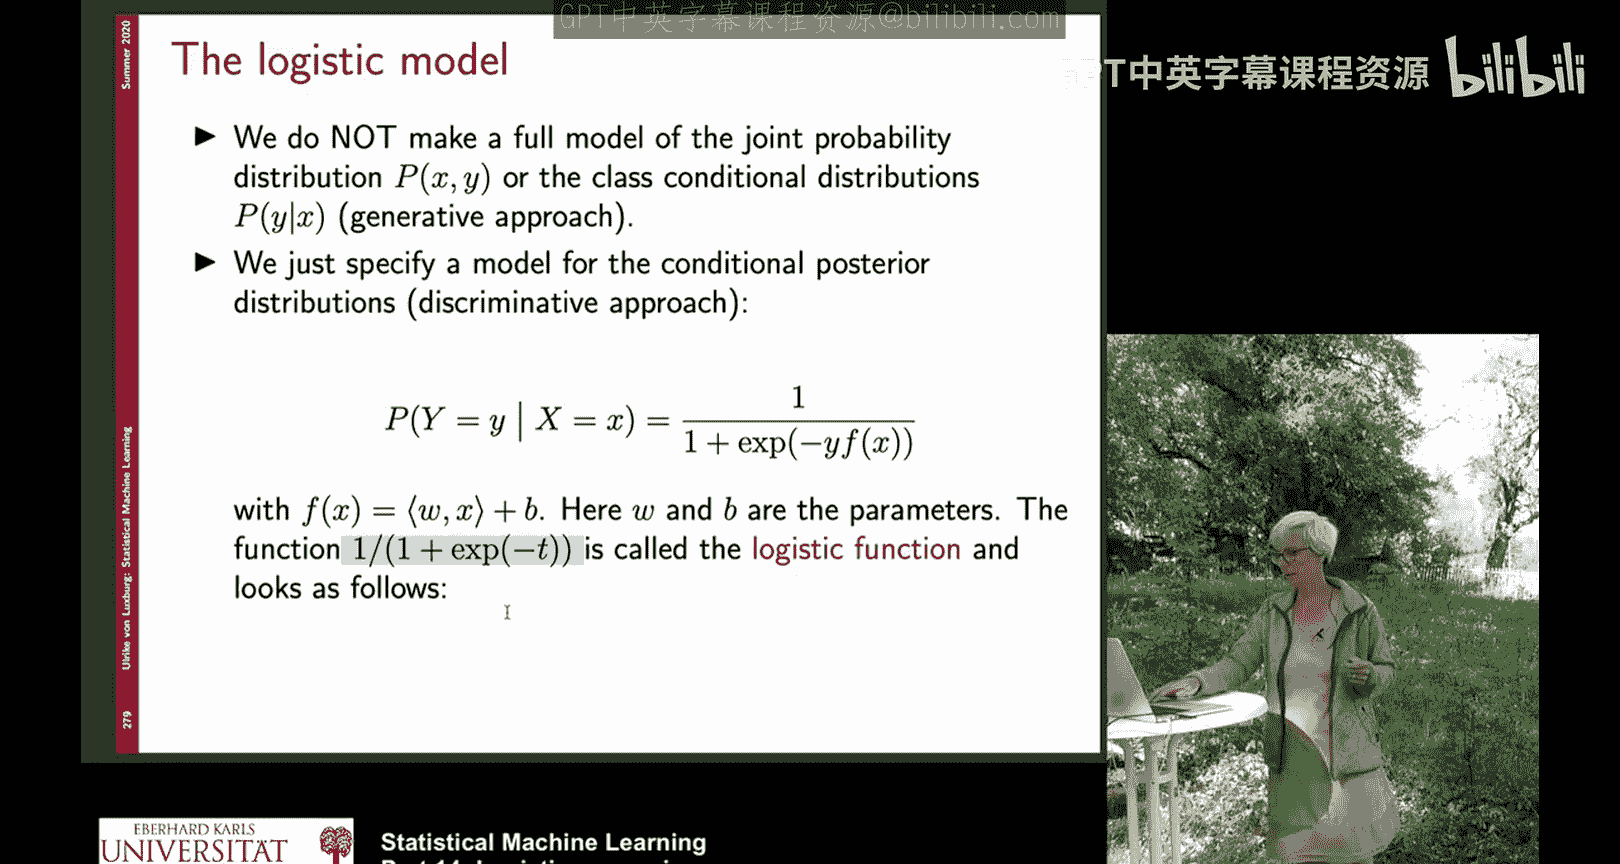 GPT中英字幕课程资源@bilibili.com
T中英字幕课程资源 bilibili
Summer 2020
The logistic model
► We do NOT make a full model of the joint probability
distribution P(x, y) or the class conditional distributions
P(y|x) (generative approach).
► We just specify a model for the conditional posterior
distributions (discriminative approach):
P(Y = y | X = x) = 1 / (1 + exp(−yf(x)))
with f(x) = ⟨w, x⟩ + b. Here w and b are the parameters. The
function 1/(1 + exp(−t)) is called the logistic function and
looks as follows:
Ulrike von Luxburg: Statistical Machine Learning
279
EBERHARD KARLS
UNIVERSITÄT
Statistical Machine Learning